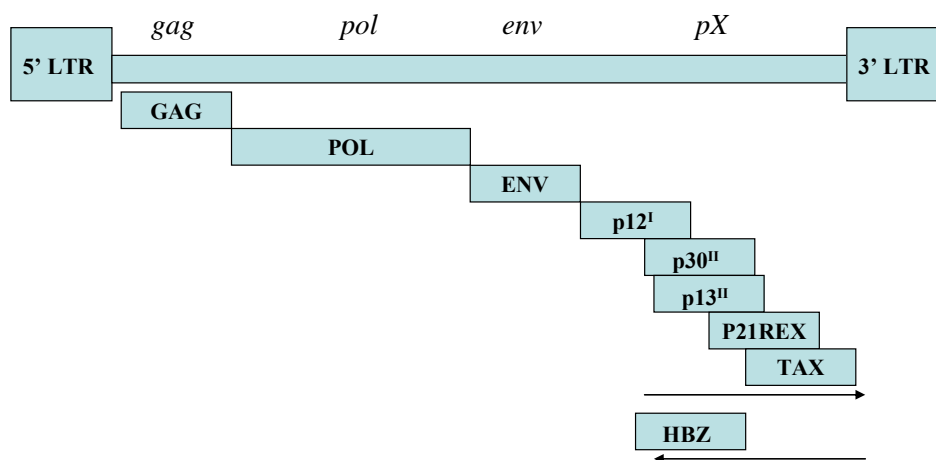 gag pol env pX
5’ LTR 3’ LTR
GAG
POL
ENV
p12ᴵ
p30ᴵᴵ
p13ᴵᴵ
P21REX
TAX
HBZ